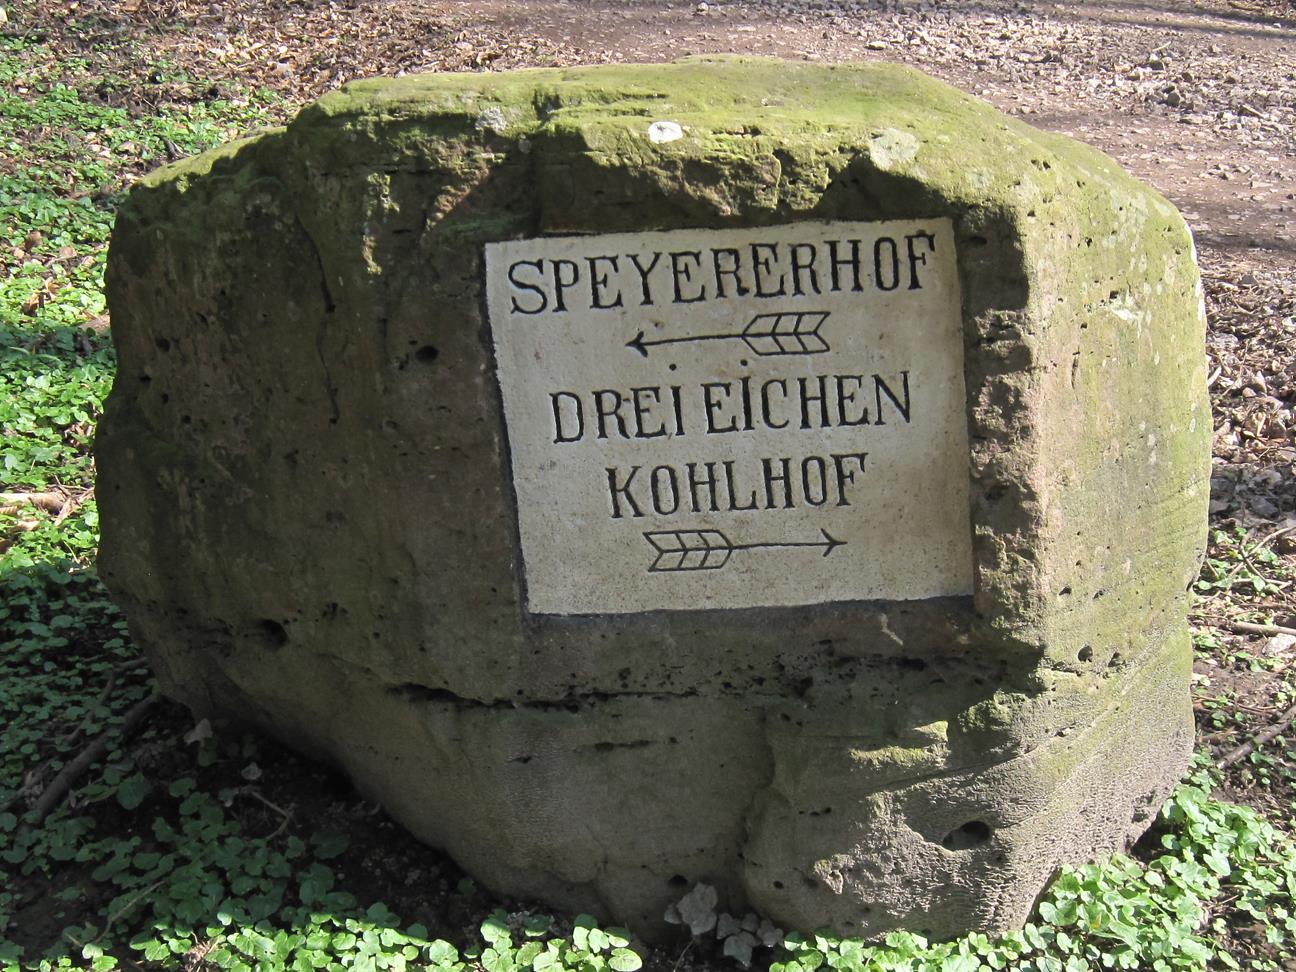 SPEYERERHOF
DREI EICHEN
KOHLHOF